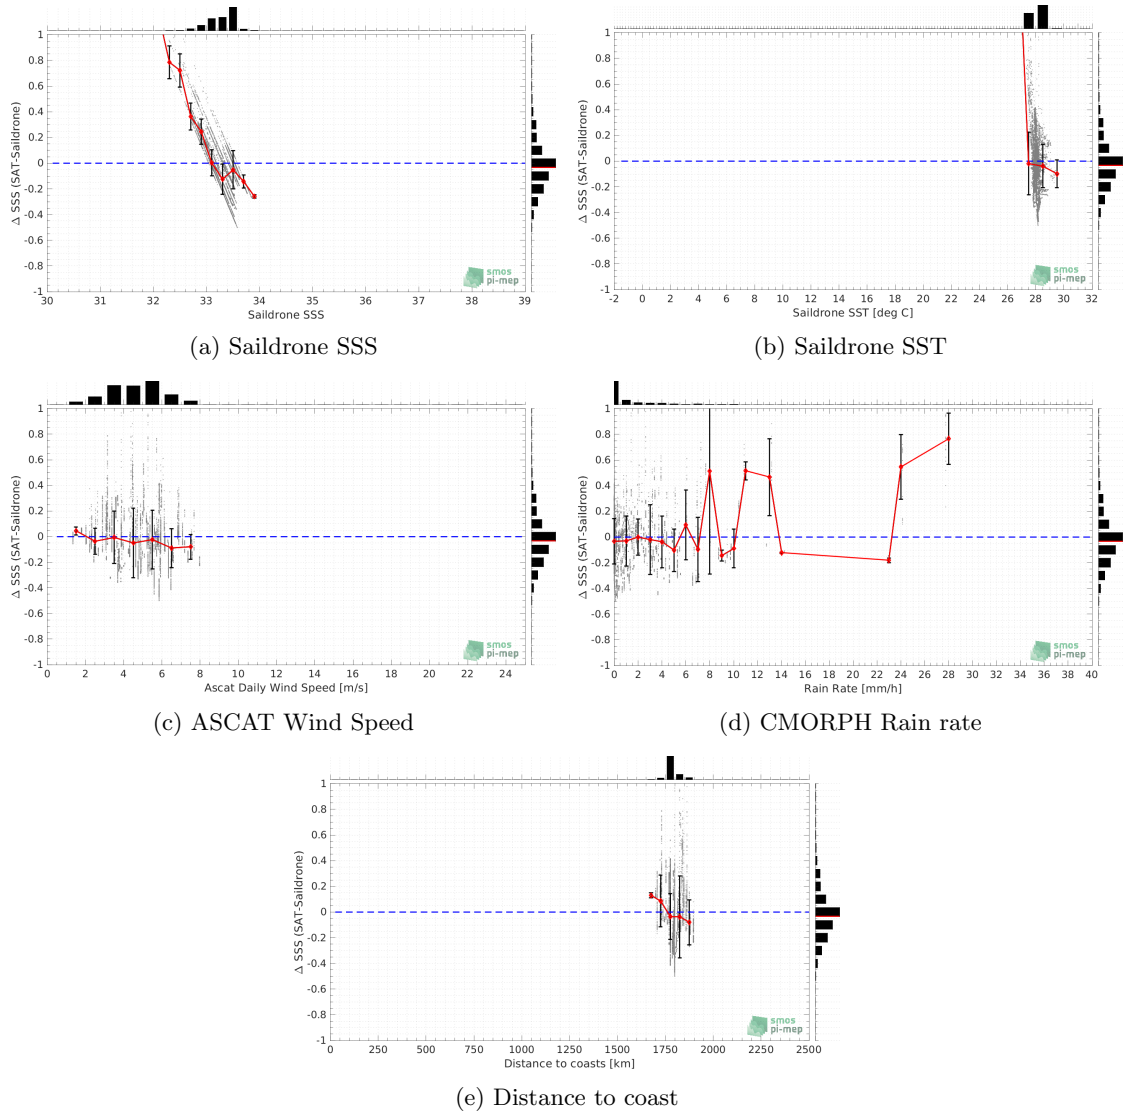 1
0.8
0.6
0.4
0.2
0
-0.2
-0.4
-0.6
-0.8
-1
Δ SSS (SAT-Saildrone)
30 31 32 33 34 35 36 37 38 39
Saildrone SSS
smos
pi-mep
(a) Saildrone SSS
1
0.8
0.6
0.4
0.2
0
-0.2
-0.4
-0.6
-0.8
-1
Δ SSS (SAT-Saildrone)
-2 0 2 4 6 8 10 12 14 16 18 20 22 24 26 28 30 32
Saildrone SST [deg C]
smos
pi-mep
(b) Saildrone SST
1
0.8
0.6
0.4
0.2
0
-0.2
-0.4
-0.6
-0.8
-1
Δ SSS (SAT-Saildrone)
0 2 4 6 8 10 12 14 16 18 20 22 24
Ascat Daily Wind Speed [m/s]
smos
pi-mep
(c) ASCAT Wind Speed
1
0.8
0.6
0.4
0.2
0
-0.2
-0.4
-0.6
-0.8
-1
Δ SSS (SAT-Saildrone)
0 2 4 6 8 10 12 14 16 18 20 22 24 26 28 30 32 34 36 38 40
Rain Rate [mm/h]
smos
pi-mep
(d) CMORPH Rain rate
1
0.8
0.6
0.4
0.2
0
-0.2
-0.4
-0.6
-0.8
-1
Δ SSS (SAT-Saildrone)
0 250 500 750 1000 1250 1500 1750 2000 2250 2500
Distance to coasts [km]
smos
pi-mep
(e) Distance to coast